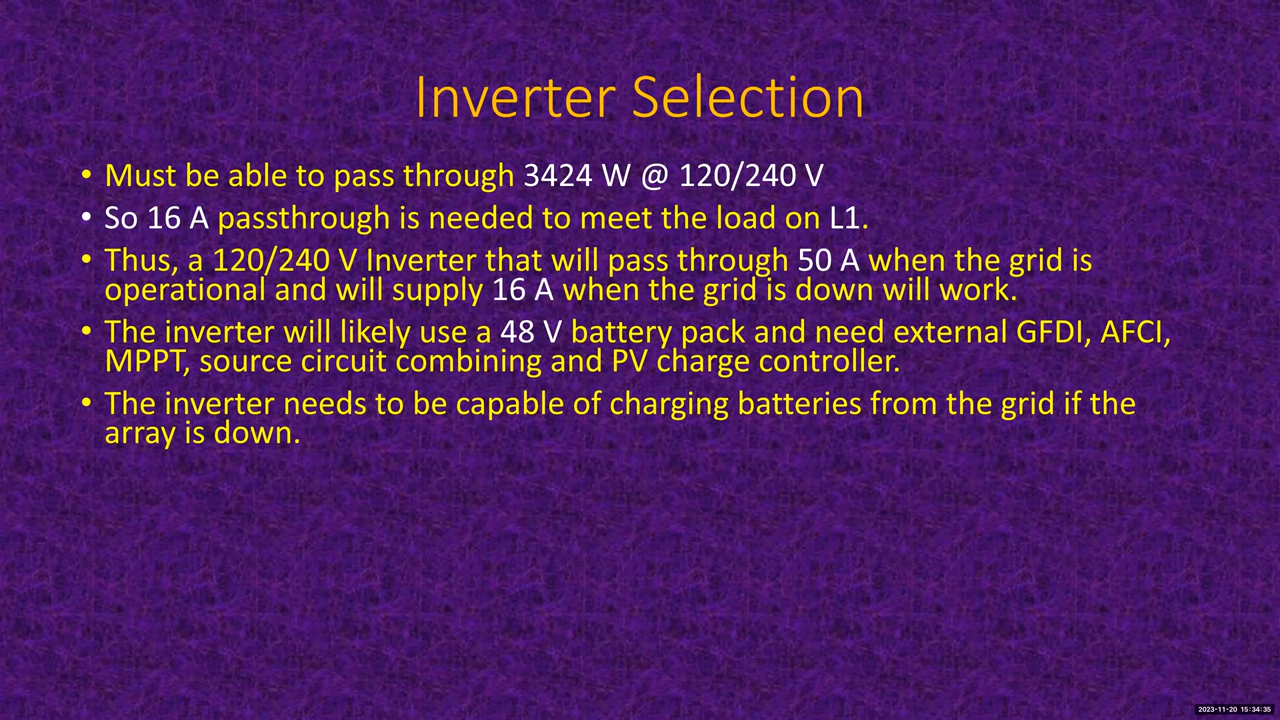 Inverter Selection
• Must be able to pass through 3424 W @ 120/240 V
• So 16 A passthrough is needed to meet the load on L1.
• Thus, a 120/240 V Inverter that will pass through 50 A when the grid is
operational and will supply 16 A when the grid is down will work.
• The inverter will likely use a 48 V battery pack and need external GFDI, AFCI,
MPPT, source circuit combining and PV charge controller.
• The inverter needs to be capable of charging batteries from the grid if the
array is down.
2023-11-20 15:34:35